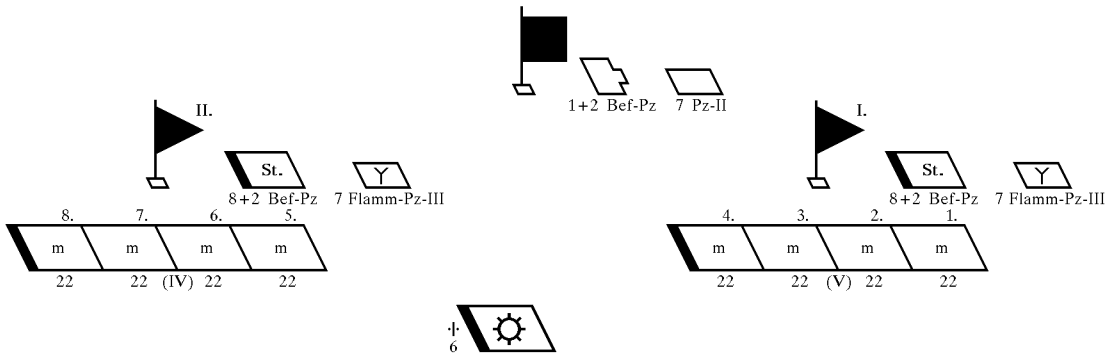 1+2 Bef-Pz 7 Pz-II
II. I.
St. St.
8+2 Bef-Pz 7 Flamm-Pz-III 8+2 Bef-Pz 7 Flamm-Pz-III
8. 7. 6. 5. 4. 3. 2. 1.
m m m m m m m m
22 22 (IV) 22 22 22 22 (V) 22 22
6